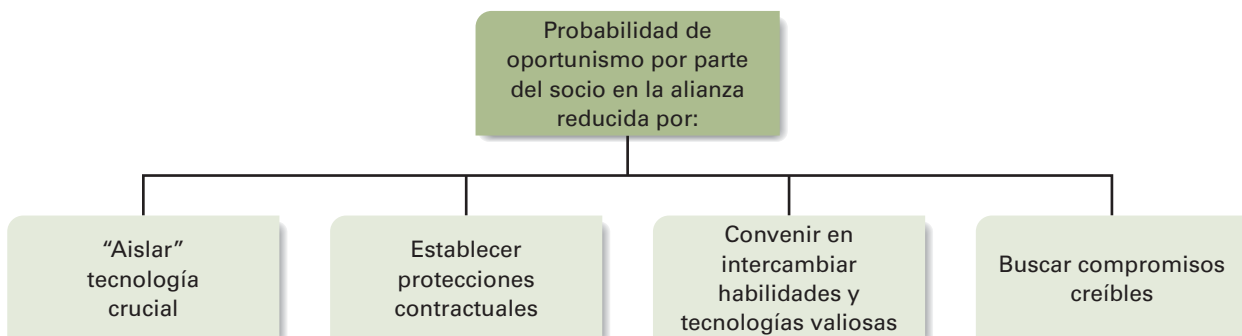 Probabilidad de
oportunismo por parte
del socio en la alianza
reducida por:
“Aislar”
tecnología
crucial
Establecer
protecciones
contractuales
Convenir en
intercambiar
habilidades y
tecnologías valiosas
Buscar compromisos
creíbles